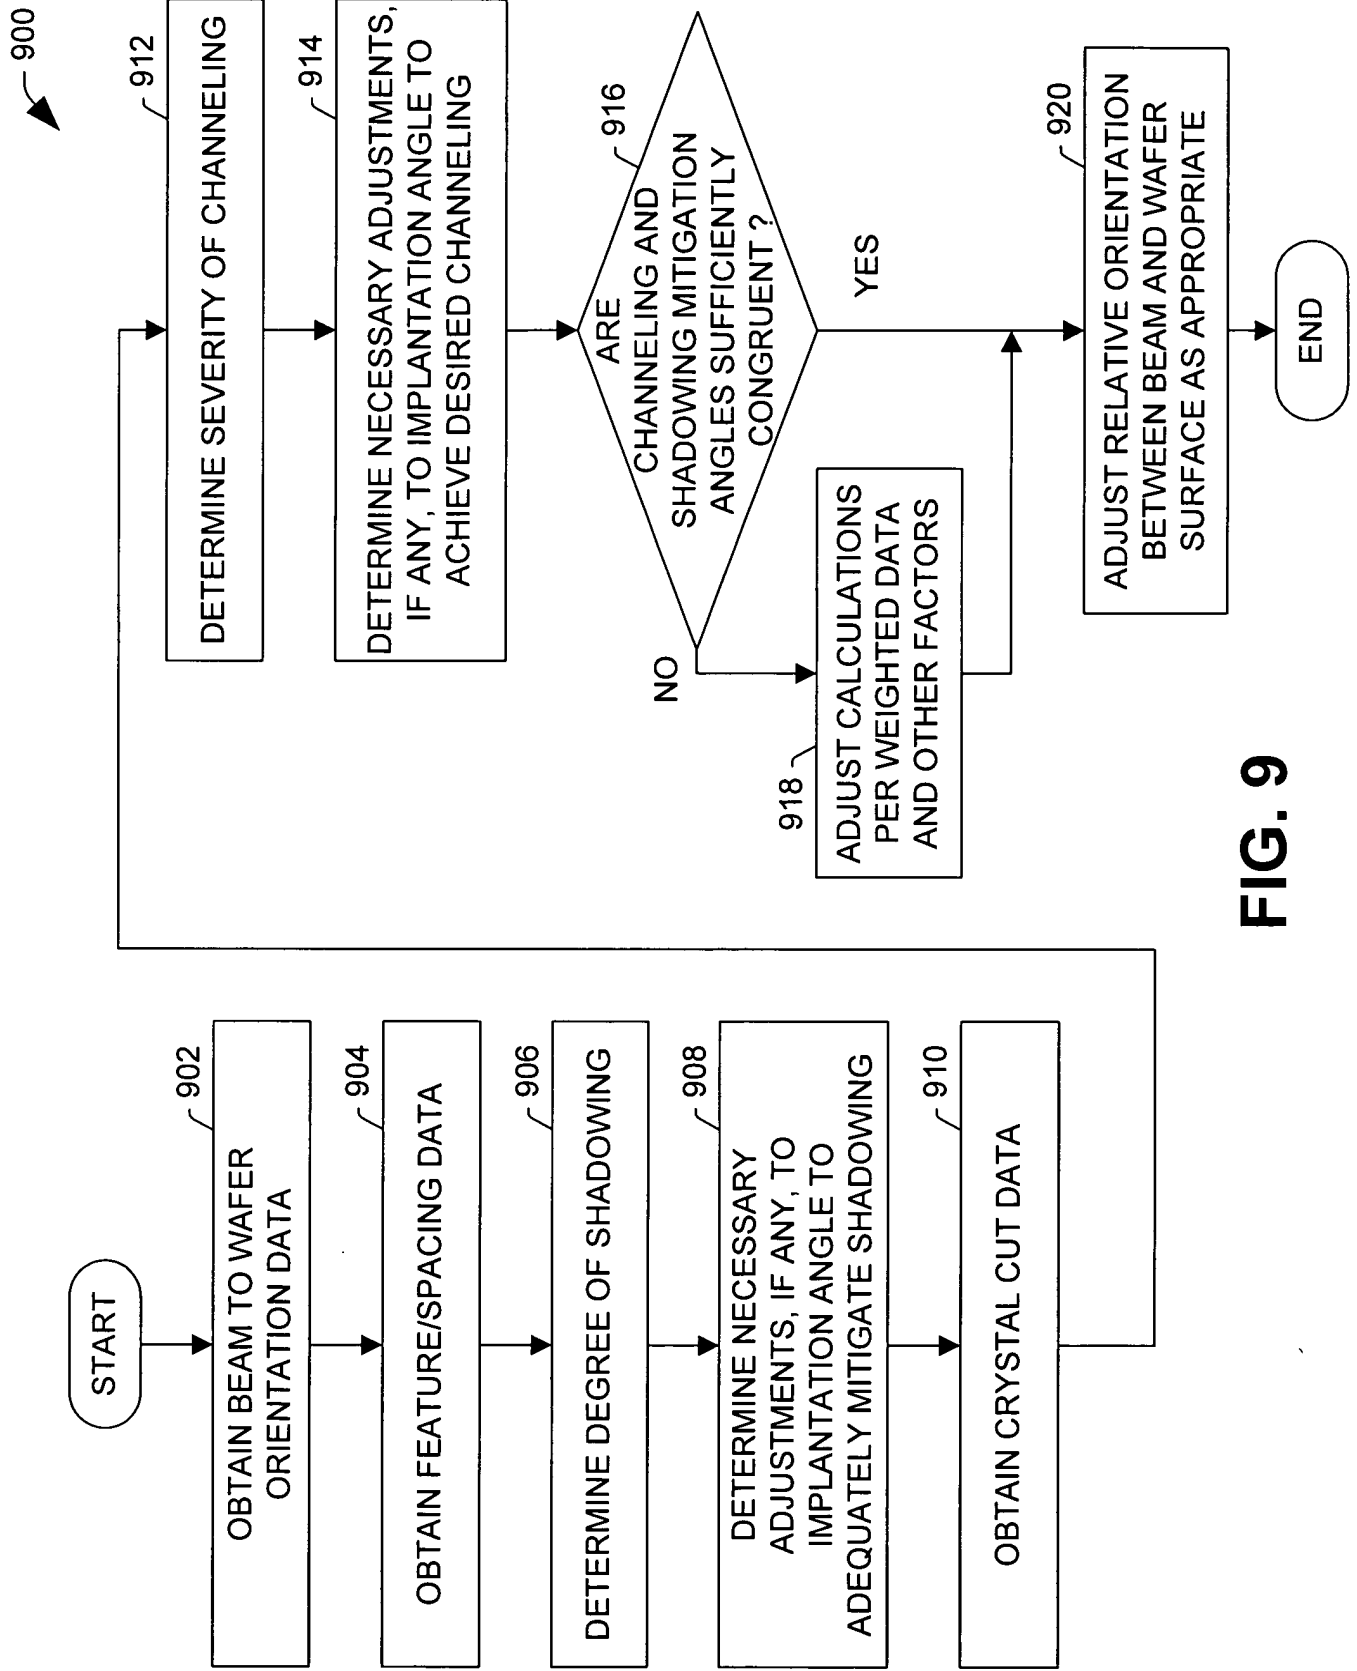 900
START
902
OBTAIN BEAM TO WAFER
ORIENTATION DATA
904
OBTAIN FEATURE/SPACING DATA
906
DETERMINE DEGREE OF SHADOWING
908
DETERMINE NECESSARY
ADJUSTMENTS, IF ANY, TO
IMPLANTATION ANGLE TO
ADEQUATELY MITIGATE SHADOWING
910
OBTAIN CRYSTAL CUT DATA
912
DETERMINE SEVERITY OF CHANNELING
914
DETERMINE NECESSARY ADJUSTMENTS,
IF ANY, TO IMPLANTATION ANGLE TO
ACHIEVE DESIRED CHANNELING
916
ARE
CHANNELING AND
SHADOWING MITIGATION
ANGLES SUFFICIENTLY
CONGRUENT ?
NO
YES
918
ADJUST CALCULATIONS
PER WEIGHTED DATA
AND OTHER FACTORS
920
ADJUST RELATIVE ORIENTATION
BETWEEN BEAM AND WAFER
SURFACE AS APPROPRIATE
END
FIG. 9